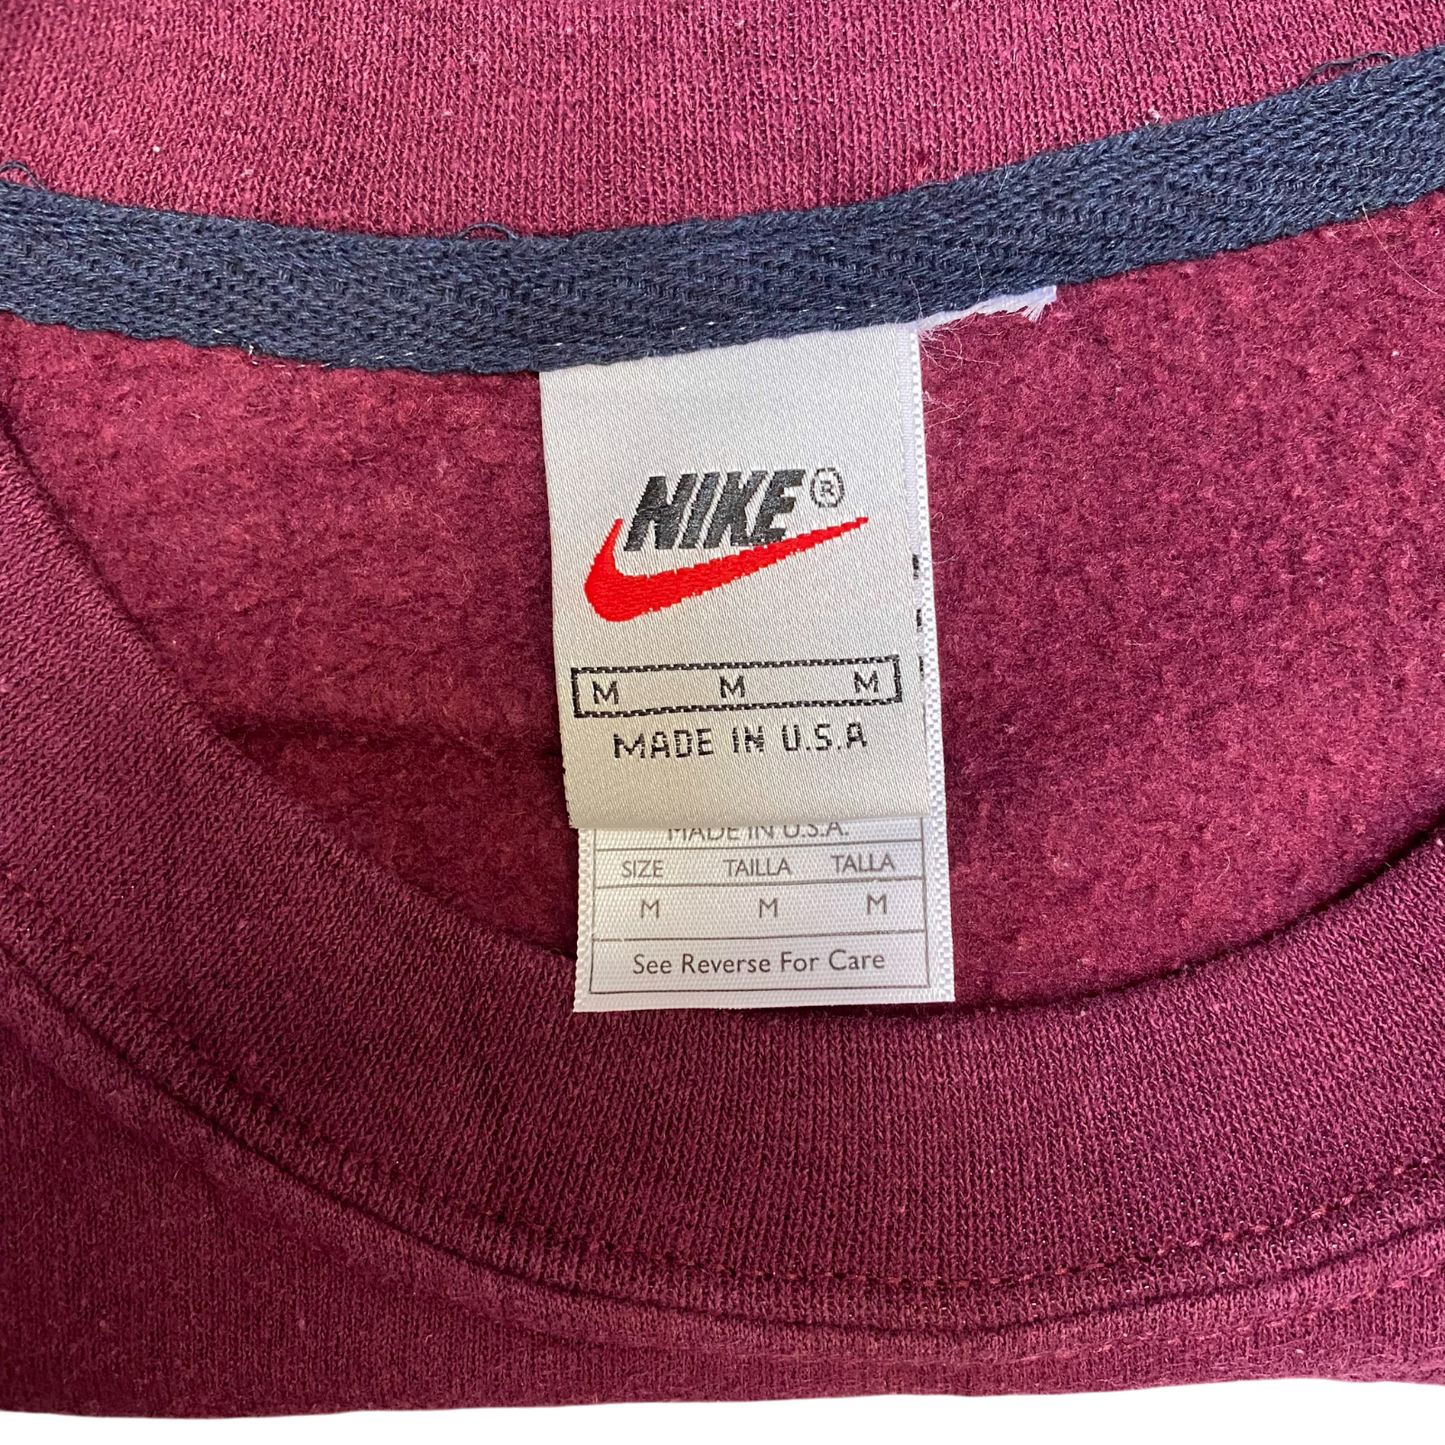 NIKE®
M M M
MADE IN U.S.A
MADE IN U.S.A.
SIZE TAILLA TALLA
M M M
See Reverse For Care